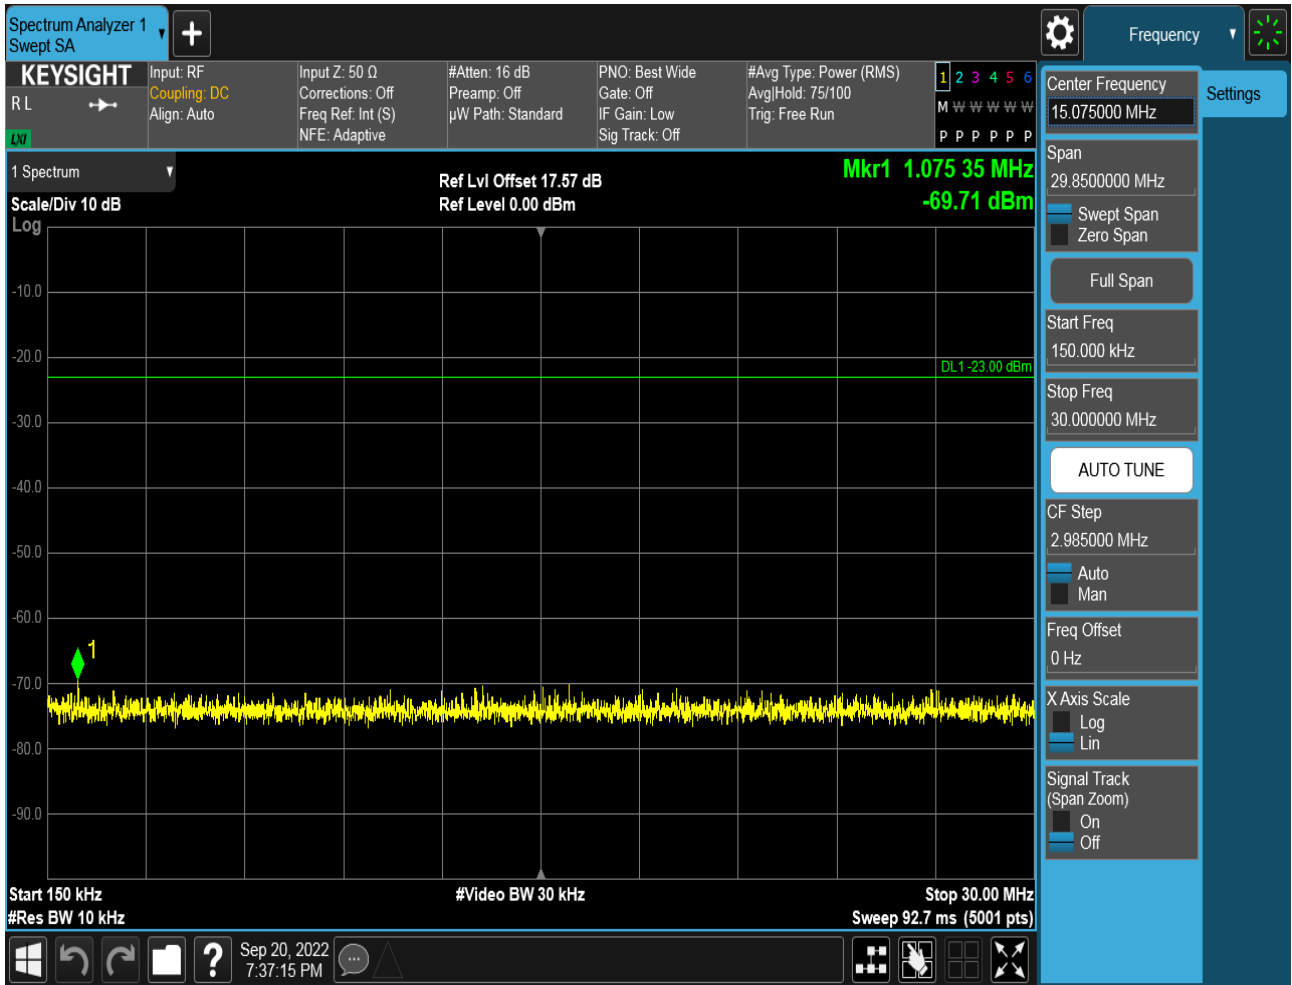 Spectrum Analyzer 1
Swept SA
Frequency
KEYSIGHT
R L
LXI
Input: RF
Coupling: DC
Align: Auto
Input Z: 50 Ω
Corrections: Off
Freq Ref: Int (S)
NFE: Adaptive
#Atten: 16 dB
Preamp: Off
µW Path: Standard
PNO: Best Wide
Gate: Off
IF Gain: Low
Sig Track: Off
#Avg Type: Power (RMS)
Avg|Hold: 75/100
Trig: Free Run
1 2 3 4 5 6
M W W W W W
P P P P P P
1 Spectrum
Scale/Div 10 dB
Log
Ref Lvl Offset 17.57 dB
Ref Level 0.00 dBm
Mkr1 1.075 35 MHz
-69.71 dBm
-10.0
-20.0
DL1 -23.00 dBm
-30.0
-40.0
-50.0
-60.0
1
-70.0
-80.0
-90.0
Start 150 kHz
#Video BW 30 kHz
Stop 30.00 MHz
#Res BW 10 kHz
Sweep 92.7 ms (5001 pts)
Center Frequency
15.075000 MHz
Settings
Span
29.8500000 MHz
Swept Span
Zero Span
Full Span
Start Freq
150.000 kHz
Stop Freq
30.000000 MHz
AUTO TUNE
CF Step
2.985000 MHz
Auto
Man
Freq Offset
0 Hz
X Axis Scale
Log
Lin
Signal Track
(Span Zoom)
On
Off
?
Sep 20, 2022
7:37:15 PM